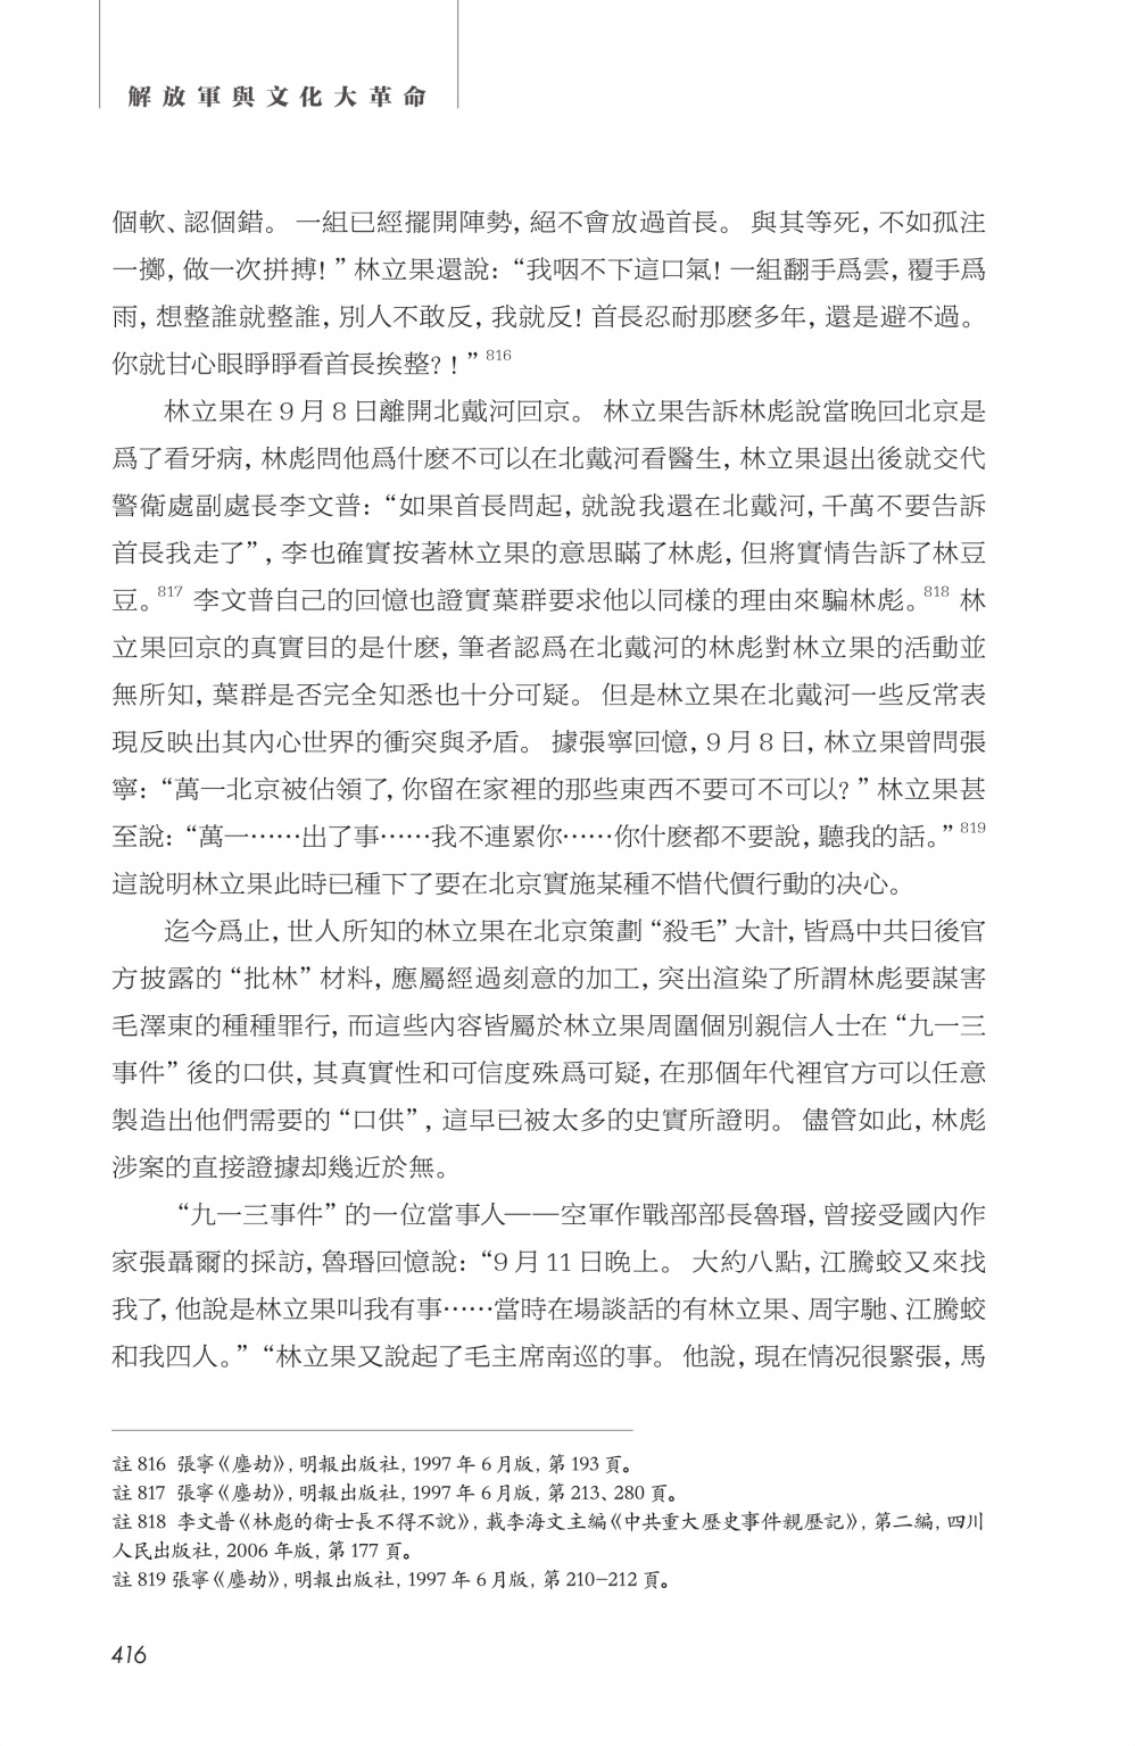 解放軍與文化大革命
個軟、認個錯。 一組已經擺開陣勢, 絕不會放過首長。 與其等死, 不如孤注
一擲, 做一次拼搏! ” 林立果還說: “我咽不下這口氣! 一組翻手爲雲, 覆手爲
雨, 想整誰就整誰, 別人不敢反, 我就反! 首長忍耐那麽多年, 還是避不過。
你就甘心眼睜睜看首長挨整? ! ” 816
林立果在 9 月 8 日離開北戴河回京。 林立果告訴林彪說當晚回北京是
爲了看牙病, 林彪問他爲什麽不可以在北戴河看醫生, 林立果退出後就交代
警衛處副處長李文普: “如果首長問起, 就說我還在北戴河, 千萬不要告訴
首長我走了” , 李也確實按著林立果的意思瞞了林彪, 但將實情告訴了林豆
豆。817 李文普自己的回憶也證實葉群要求他以同樣的理由來騙林彪。818 林
立果回京的真實目的是什麽, 筆者認爲在北戴河的林彪對林立果的活動並
無所知, 葉群是否完全知悉也十分可疑。 但是林立果在北戴河一些反常表
現反映出其內心世界的衝突與矛盾。 據張寧回憶, 9 月 8 日, 林立果曾問張
寧: “萬一北京被佔領了, 你留在家裡的那些東西不要可不可以? ” 林立果甚
至說: “萬一……出了事……我不連累你……你什麽都不要說, 聽我的話。” 819
這說明林立果此時已種下了要在北京實施某種不惜代價行動的決心。
迄今爲止, 世人所知的林立果在北京策劃 “殺毛” 大計, 皆爲中共日後官
方披露的 “批林” 材料, 應屬經過刻意的加工, 突出渲染了所謂林彪要謀害
毛澤東的種種罪行, 而這些內容皆屬於林立果周圍個別親信人士在 “九一三
事件” 後的口供, 其真實性和可信度殊爲可疑, 在那個年代裡官方可以任意
製造出他們需要的 “口供” , 這早已被太多的史實所證明。 儘管如此, 林彪
涉案的直接證據却幾近於無。
“九一三事件” 的一位當事人——空軍作戰部部長魯珉, 曾接受國內作
家張聶爾的採訪, 魯珉回憶說: “9 月 11 日晚上。 大約八點, 江騰蛟又來找
我了, 他說是林立果叫我有事……當時在場談話的有林立果、周宇馳、江騰蛟
和我四人。” “林立果又說起了毛主席南巡的事。 他說, 現在情況很緊張, 馬
註 816 張寧《塵劫》, 明報出版社, 1997 年 6 月版, 第 193 頁。
註 817 張寧《塵劫》, 明報出版社, 1997 年 6 月版, 第 213、280 頁。
註 818 李文普《林彪的衛士長不得不說》, 載李海文主編《中共重大歷史事件親歷記》, 第二編, 四川
人民出版社, 2006 年版, 第 177 頁。
註 819 張寧《塵劫》, 明報出版社, 1997 年 6 月版, 第 210-212 頁。
416